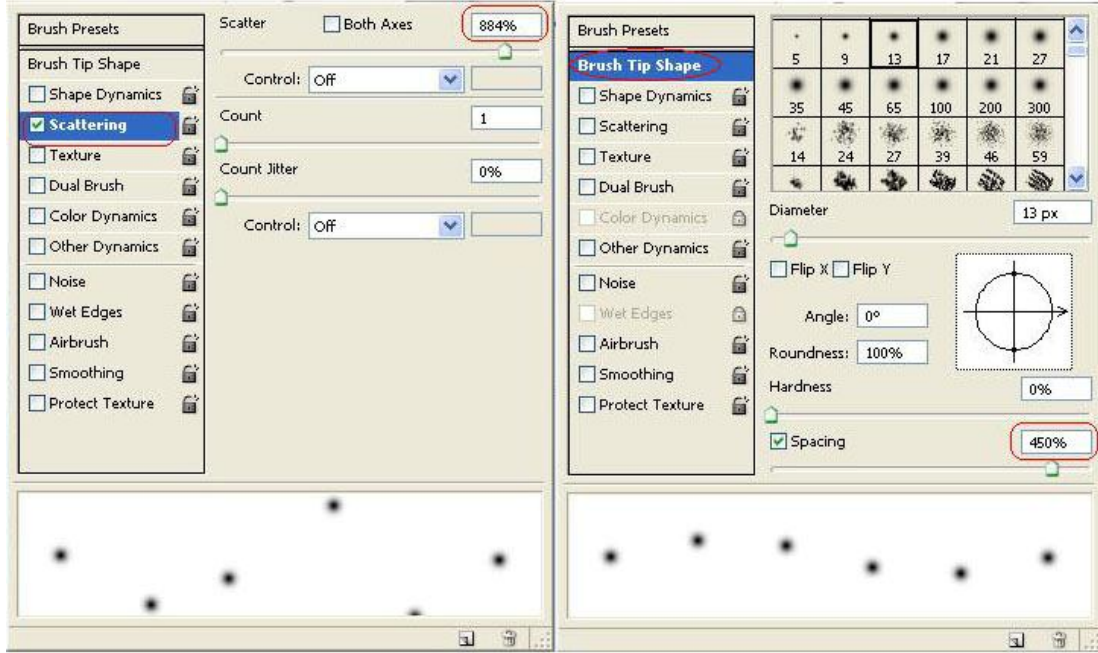 Brush Presets
Brush Tip Shape
Shape Dynamics
Scattering
Texture
Dual Brush
Color Dynamics
Other Dynamics
Noise
Wet Edges
Airbrush
Smoothing
Protect Texture
Scatter Both Axes 884%
Control: Off
Count 1
Count Jitter 0%
Control: Off
Brush Presets
Brush Tip Shape
Shape Dynamics
Scattering
Texture
Dual Brush
Color Dynamics
Other Dynamics
Noise
Wet Edges
Airbrush
Smoothing
Protect Texture
5 9 13 17 21 27
35 45 65 100 200 300
14 24 27 39 46 59
Diameter 13 px
Flip X Flip Y
Angle: 0º
Roundness: 100%
Hardness 0%
Spacing 450%